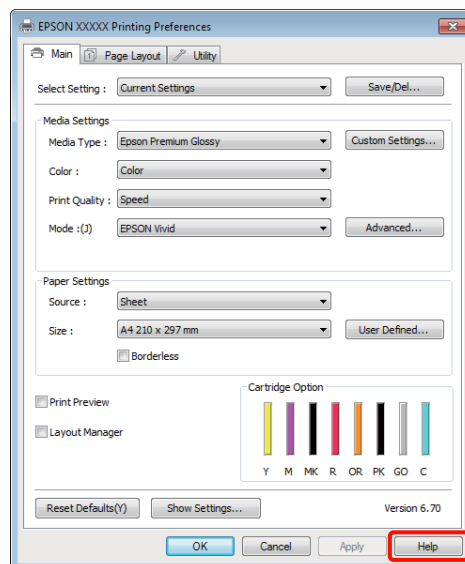 EPSON XXXXX Printing Preferences
Main Page Layout Utility
Select Setting : Current Settings Save/Del...
Media Settings
Media Type : Epson Premium Glossy Custom Settings...
Color : Color
Print Quality : Speed
Mode :(J) EPSON Vivid Advanced...
Paper Settings
Source : Sheet
Size : A4 210 x 297 mm User Defined...
Borderless
Cartridge Option
Print Preview
Layout Manager
Y M MK R OR PK GO C
Reset Defaults(Y) Show Settings... Version 6.70
OK Cancel Apply Help